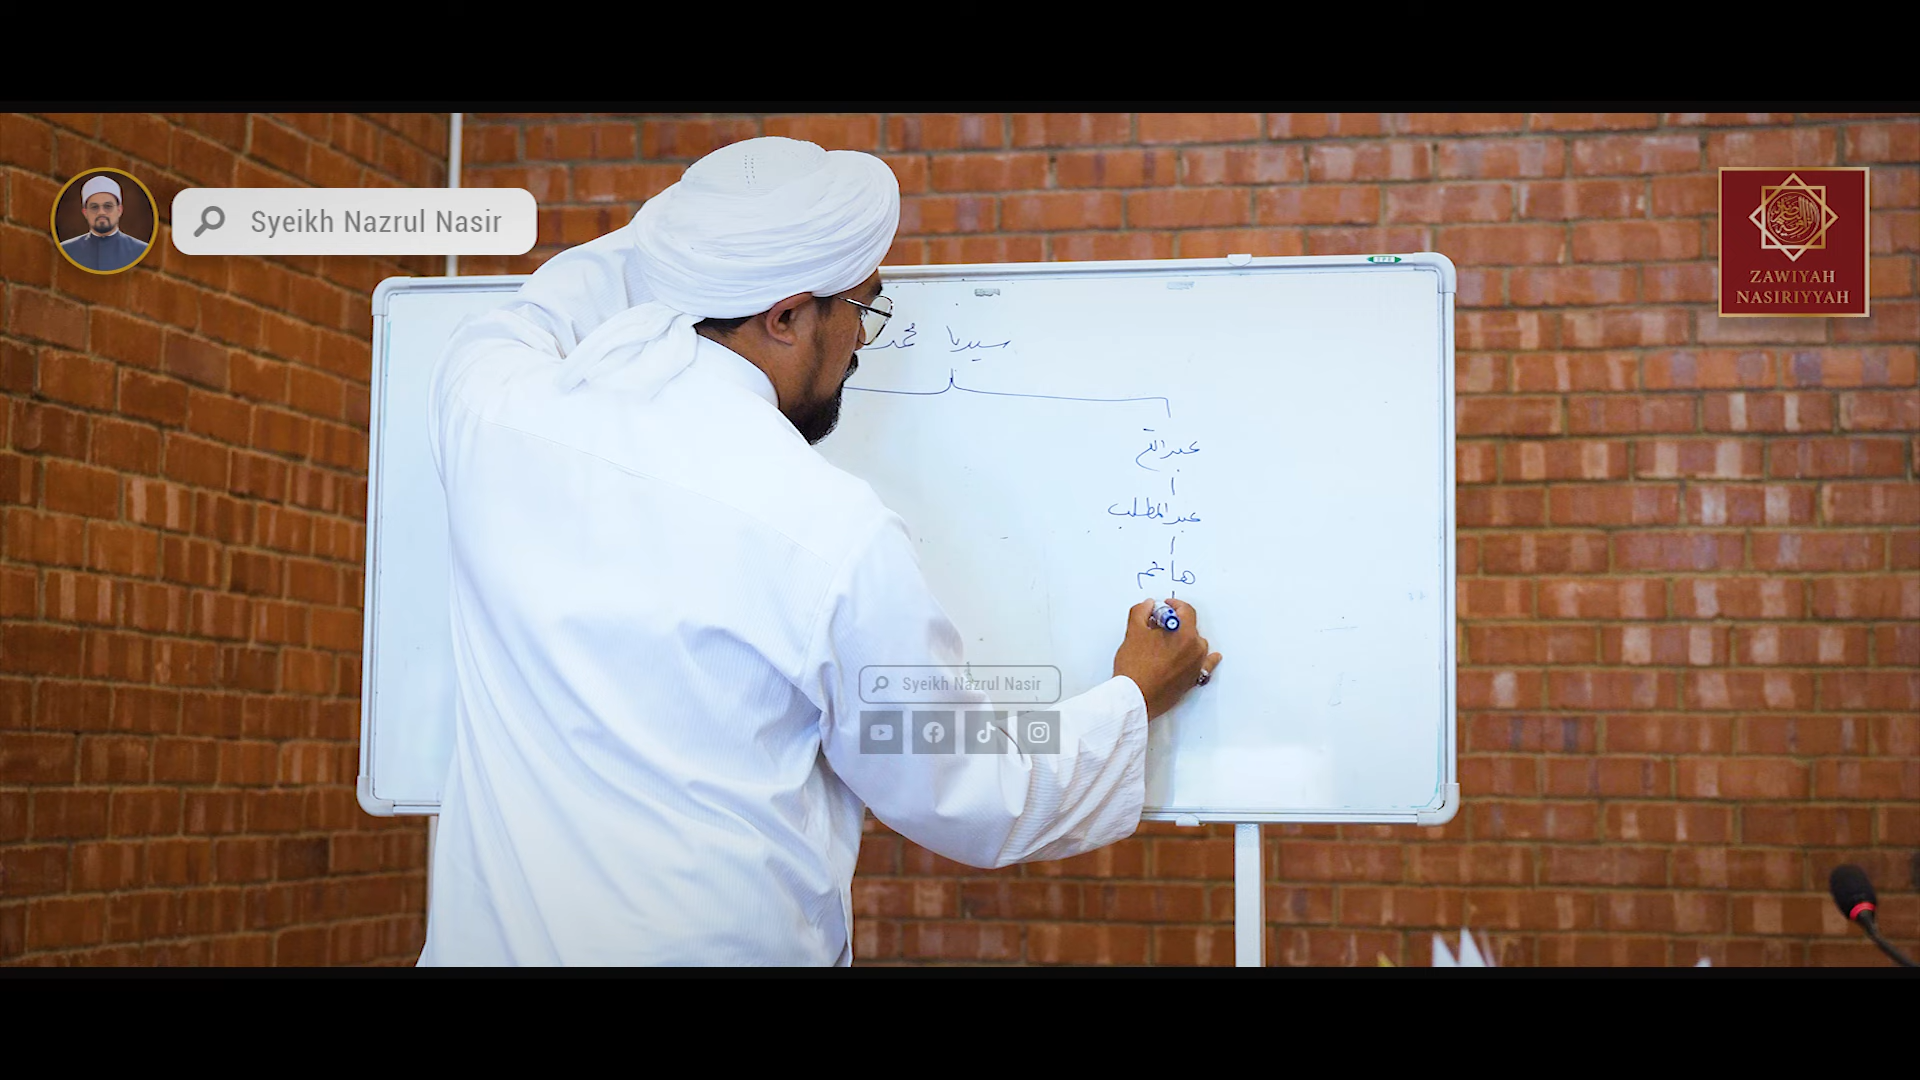 Syeikh Nazrul Nasir
ZAWIYAH
NASIRIYYAH
سيدنا محمد
عبد الله
عبد المطلب
هاشم
Syeikh Nazrul Nasir